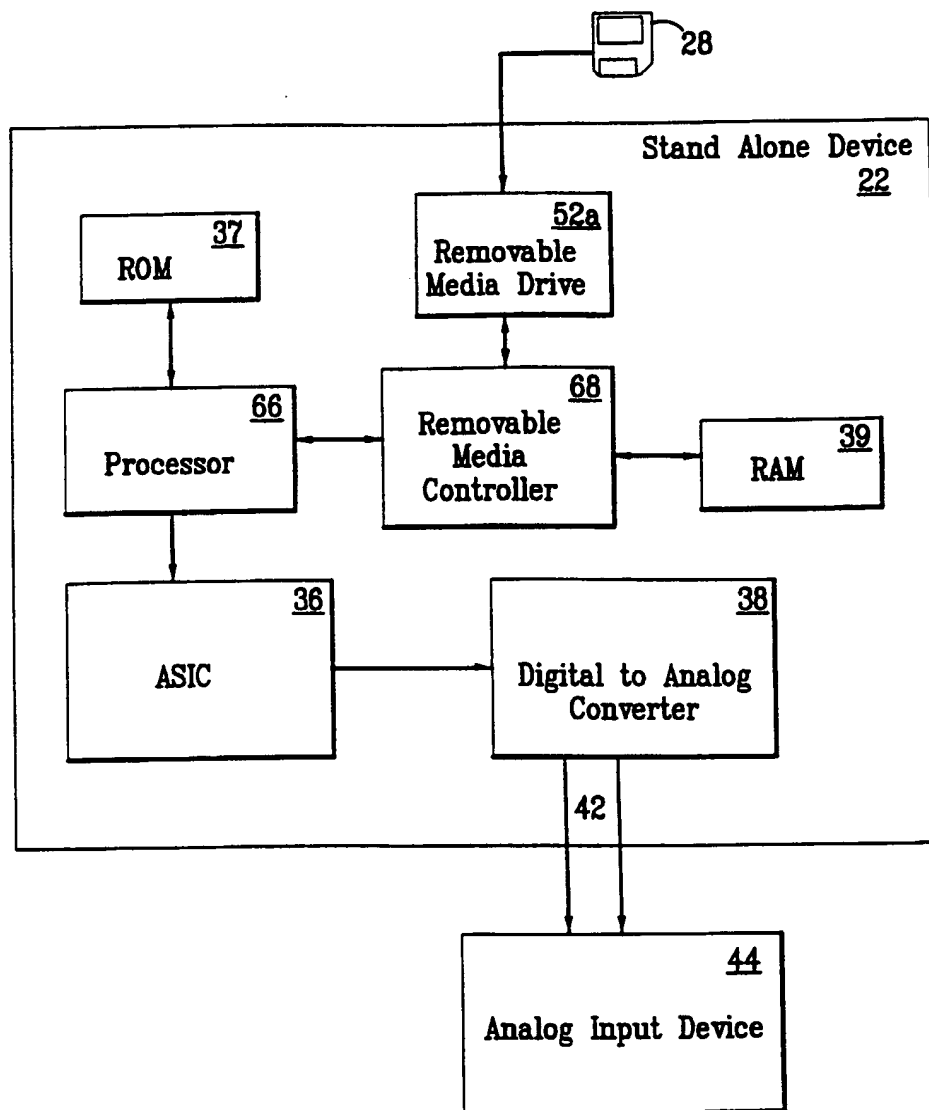 28
Stand Alone Device
22
52a
Removable
Media Drive
37
ROM
66
Processor
68
Removable
Media
Controller
39
RAM
36
ASIC
38
Digital to Analog
Converter
42
44
Analog Input Device